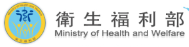 衛生福利部
Ministry of Health and Welfare